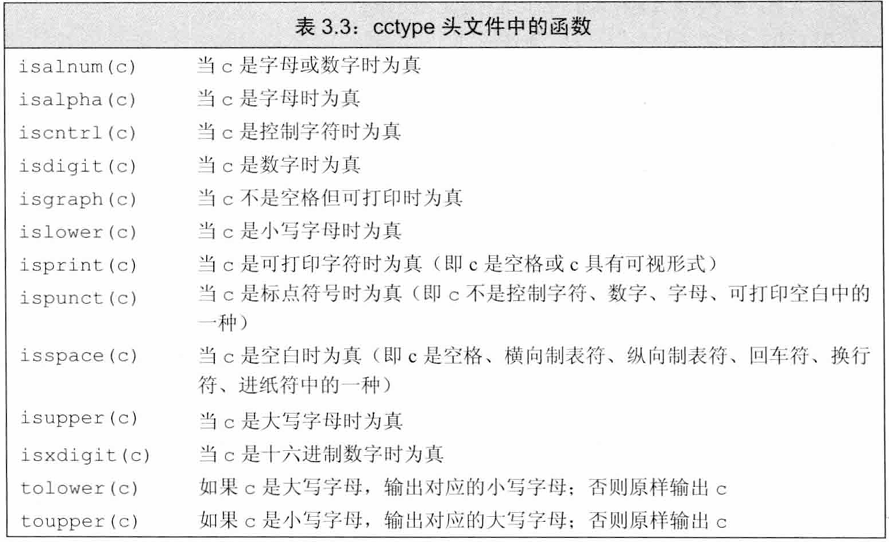 表 3.3：cctype 头文件中的函数
isalnum(c) 当 c 是字母或数字时为真
isalpha(c) 当 c 是字母时为真
iscntrl(c) 当 c 是控制字符时为真
isdigit(c) 当 c 是数字时为真
isgraph(c) 当 c 不是空格但可打印时为真
islower(c) 当 c 是小写字母时为真
isprint(c) 当 c 是可打印字符时为真（即 c 是空格或 c 具有可视形式）
ispunct(c) 当 c 是标点符号时为真（即 c 不是控制字符、数字、字母、可打印空白中的
一种）
isspace(c) 当 c 是空白时为真（即 c 是空格、横向制表符、纵向制表符、回车符、换行
符、进纸符中的一种）
isupper(c) 当 c 是大写字母时为真
isxdigit(c) 当 c 是十六进制数字时为真
tolower(c) 如果 c 是大写字母，输出对应的小写字母；否则原样输出 c
toupper(c) 如果 c 是小写字母，输出对应的大写字母；否则原样输出 c